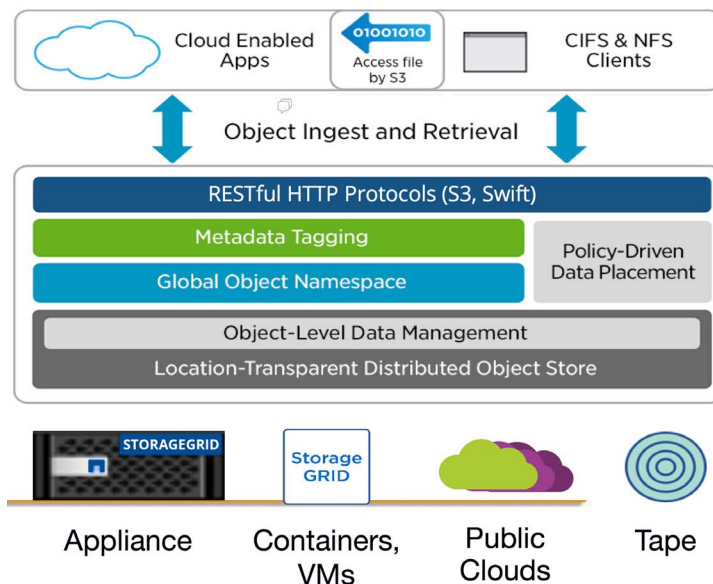 Cloud Enabled
Apps
01001010
Access file
by S3
CIFS & NFS
Clients
Object Ingest and Retrieval
RESTful HTTP Protocols (S3, Swift)
Metadata Tagging
Global Object Namespace
Policy-Driven
Data Placement
Object-Level Data Management
Location-Transparent Distributed Object Store
STORAGEGRID
Storage
GRID
Appliance
Containers,
VMs
Public
Clouds
Tape